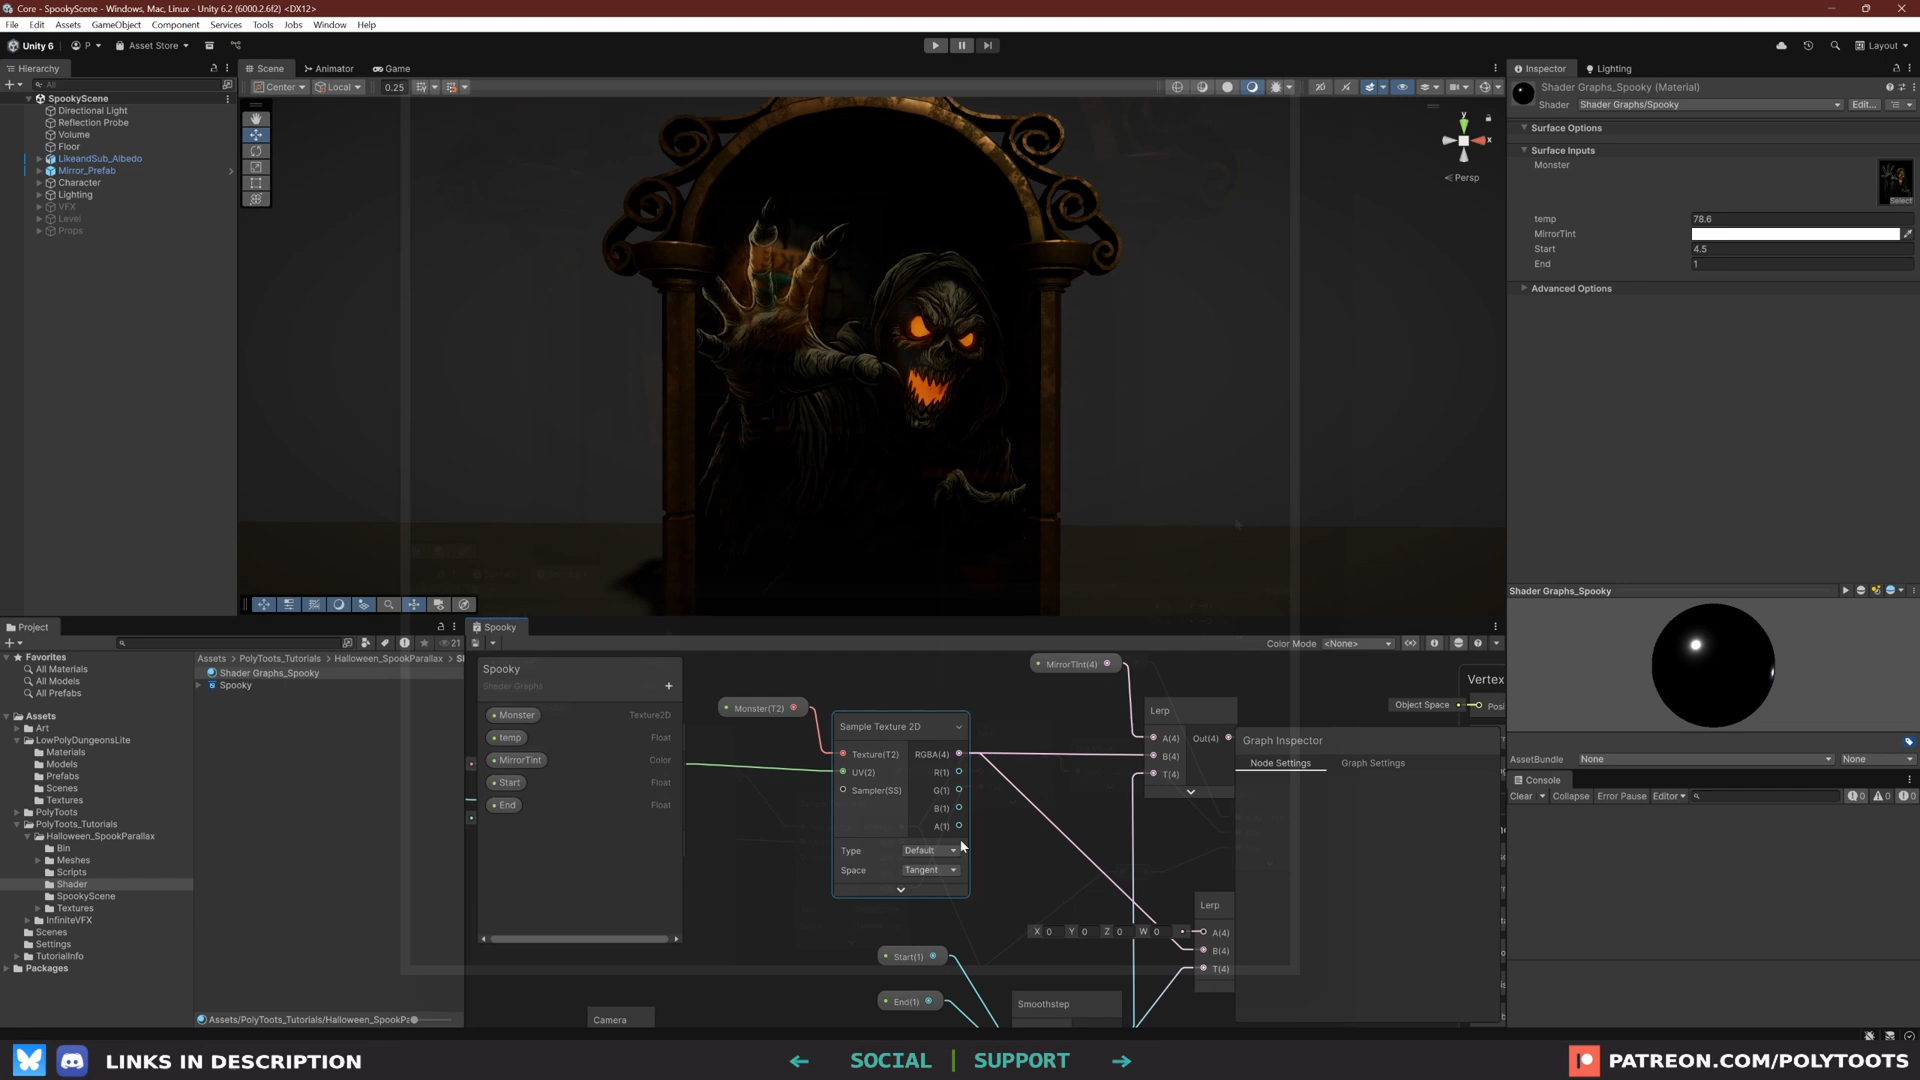 Core - SpookyScene - Windows, Mac, Linux - Unity 6.2 (6000.2.6f2) <DX12>
File Edit Assets GameObject Component Services Tools Jobs Window Help
Unity 6 P Asset Store Layout
Hierarchy
All
SpookyScene
Directional Light
Reflection Probe
Volume
Floor
LikeandSub_Albedo
Mirror_Prefab
Character
Lighting
VFX
Level
Props
Scene Animator Game
Center Local 0.25
y
x
Persp
Inspector Lighting
Shader Graphs_Spooky (Material)
Shader Shader Graphs/Spooky Edit...
Surface Options
Surface Inputs
Monster
Select
temp 78.6
MirrorTint
Start 4.5
End 1
Advanced Options
Shader Graphs_Spooky
AssetBundle None None
Console
Clear Collapse Error Pause Editor 0 0 0
Project
21
Favorites
All Materials
All Models
All Prefabs
Assets
Art
LowPolyDungeonsLite
Materials
Models
Prefabs
Scenes
Textures
PolyToots
PolyToots_Tutorials
Halloween_SpookParallax
Bin
Meshes
Scripts
Shader
SpookyScene
Textures
InfiniteVFX
Scenes
Settings
TutorialInfo
Packages
Assets > PolyToots_Tutorials > Halloween_SpookParallax >
Shader Graphs_Spooky
Spooky
Assets/PolyToots_Tutorials/Halloween_SpookPa
Spooky
Color Mode <None>
Spooky
Shader Graphs
Monster Texture2D
temp Float
MirrorTint Color
Start Float
End Float
Monster(T2)
Sample Texture 2D
Texture(T2) RGBA(4)
UV(2) R(1)
Sampler(SS) G(1)
B(1)
A(1)
Type Default
Space Tangent
MirrorTint(4)
Lerp
A(4) Out(4)
B(4)
T(4)
Object Space
Vertex
Posi
Graph Inspector
Node Settings Graph Settings
Lerp
X 0 Y 0 Z 0 W 0 A(4)
B(4)
T(4)
Start(1)
End(1)
Smoothstep
Camera
LINKS IN DESCRIPTION
SOCIAL | SUPPORT
PATREON.COM/POLYTOOTS